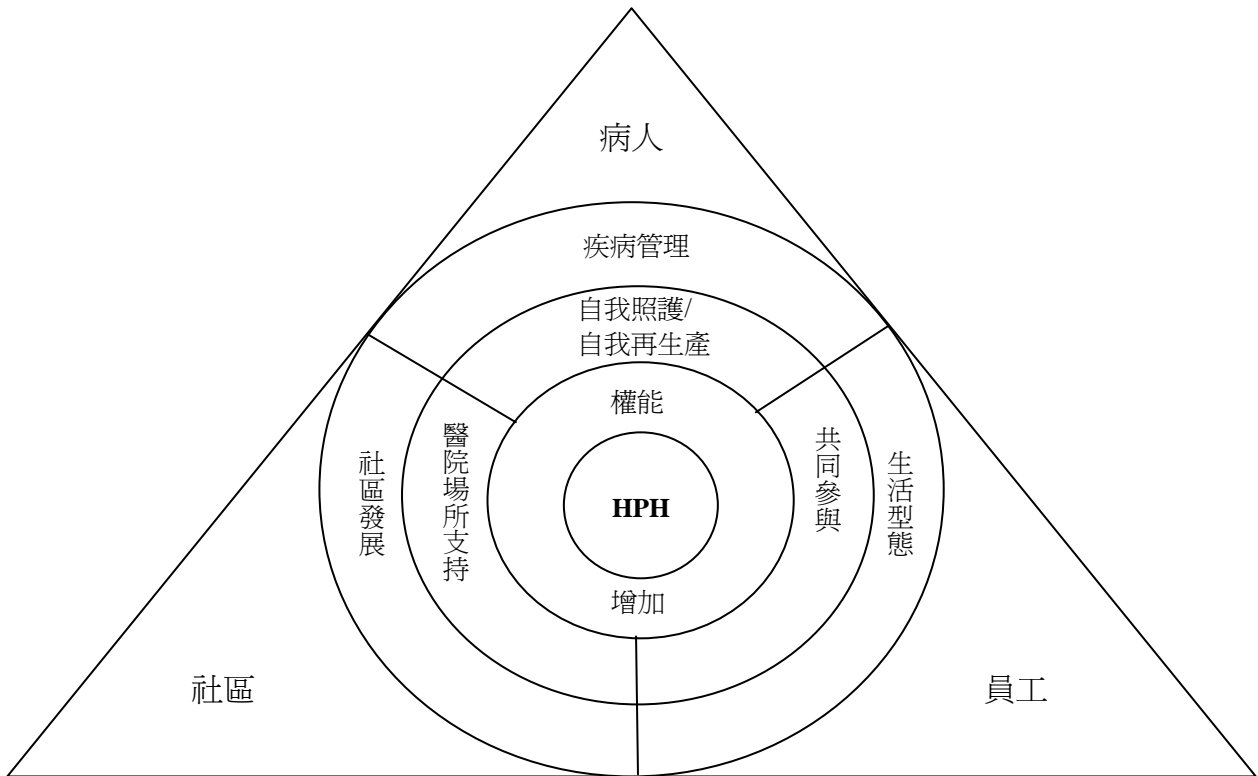 病人
疾病管理
自我照護/
自我再生產
權能
社區發展
醫院場所支持
HPH
共同參與
生活型態
增加
社區
員工